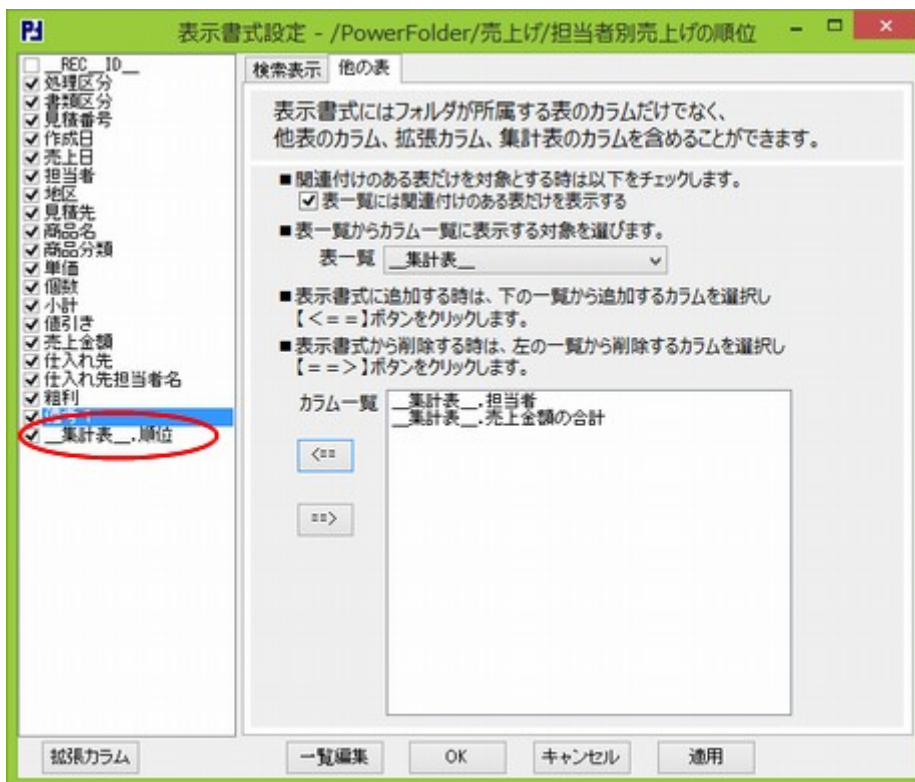 表示書式設定 - /PowerFolder/売上げ/担当者別売上げの順位
__REC_ID__
処理区分
書類区分
見積番号
作成日
売上日
担当者
地区
見積先
商品名
商品分類
単価
個数
小計
値引き
売上金額
仕入れ先
仕入れ先担当者名
粗利
__集計表__.順位
検索表示 他の表
表示書式にはフォルダが所属する表のカラムだけでなく、
他表のカラム、拡張カラム、集計表のカラムを含めることができます。
■関連付けのある表だけを対象とする時は以下をチェックします。
表一覧には関連付けのある表だけを表示する
■表一覧からカラム一覧に表示する対象を選びます。
表一覧 __集計表__
■表示書式に追加する時は、下の一覧から追加するカラムを選択し
【<==】ボタンをクリックします。
■表示書式から削除する時は、左の一覧から削除するカラムを選択し
【==>】ボタンをクリックします。
カラム一覧 __集計表__.担当者
__集計表__.売上金額の合計
<==
==>
拡張カラム 一覧編集 OK キャンセル 適用